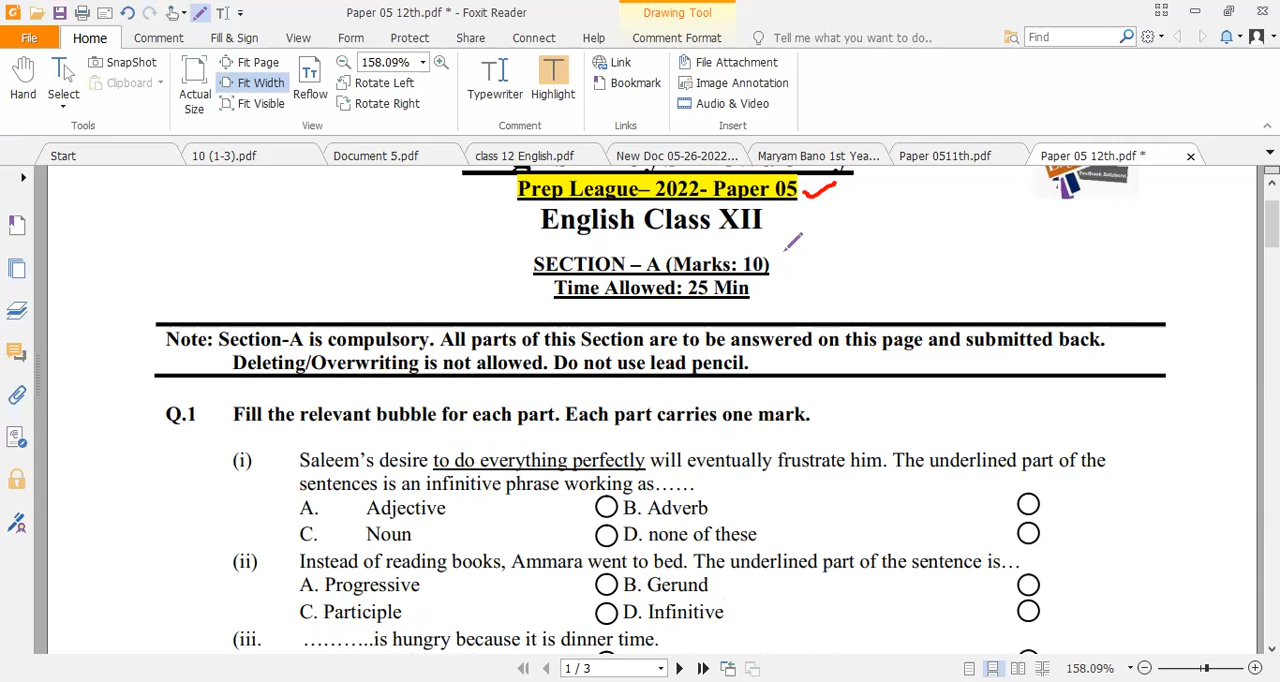 Paper 05 12th.pdf * - Foxit Reader
Drawing Tool
File Home Comment Fill & Sign View Form Protect Share Connect Help Comment Format Tell me what you want to do.. Find
Hand Select SnapShot Clipboard
Tools
Actual Size Fit Page Fit Width Fit Visible Reflow 158.09% Rotate Left Rotate Right
View
Typewriter Highlight
Comment
Link Bookmark
Links
File Attachment Image Annotation Audio & Video
Insert
Start 10 (1-3).pdf Document 5.pdf class 12 English.pdf New Doc 05-26-2022... Maryam Bano 1st Yea... Paper 0511th.pdf Paper 05 12th.pdf *
Prep League– 2022- Paper 05
English Class XII
SECTION – A (Marks: 10)
Time Allowed: 25 Min
Note: Section-A is compulsory. All parts of this Section are to be answered on this page and submitted back.
Deleting/Overwriting is not allowed. Do not use lead pencil.
Q.1 Fill the relevant bubble for each part. Each part carries one mark.
(i) Saleem’s desire to do everything perfectly will eventually frustrate him. The underlined part of the
sentences is an infinitive phrase working as……
A. Adjective B. Adverb
C. Noun D. none of these
(ii) Instead of reading books, Ammara went to bed. The underlined part of the sentence is…
A. Progressive B. Gerund
C. Participle D. Infinitive
(iii. ………..is hungry because it is dinner time.
1 / 3 158.09%